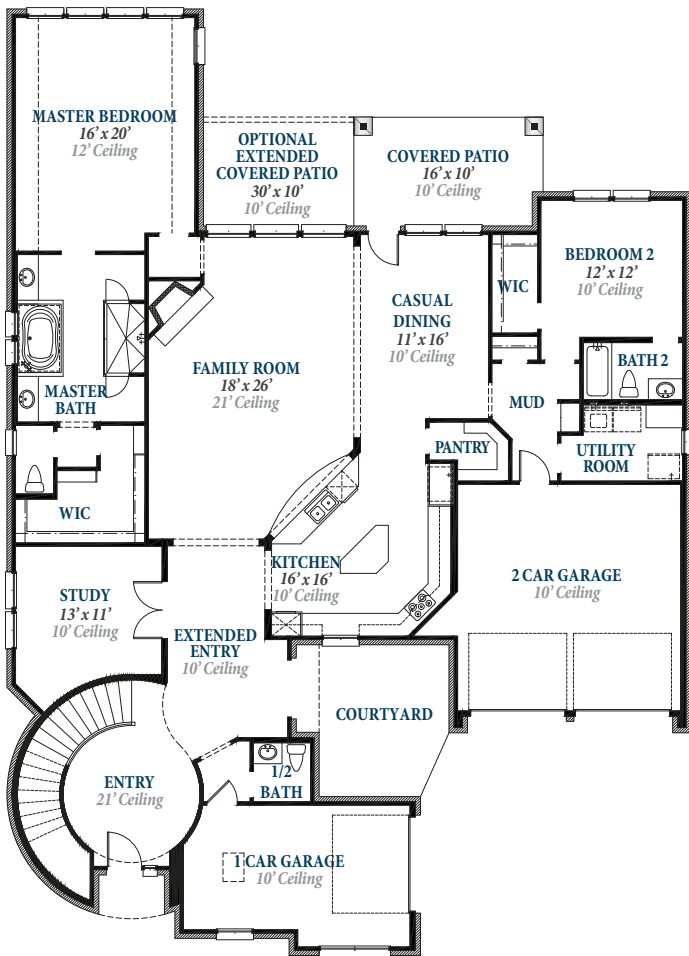 MASTER BEDROOM
16' x 20'
12' Ceiling
OPTIONAL
EXTENDED
COVERED PATIO
30' x 10'
10' Ceiling
COVERED PATIO
16' x 10'
10' Ceiling
BEDROOM 2
12' x 12'
10' Ceiling
WIC
CASUAL
DINING
11' x 16'
10' Ceiling
FAMILY ROOM
18' x 26'
21' Ceiling
BATH 2
MASTER
BATH
MUD
PANTRY
UTILITY
ROOM
WIC
KITCHEN
16' x 16'
10' Ceiling
2 CAR GARAGE
10' Ceiling
STUDY
13' x 11'
10' Ceiling
EXTENDED
ENTRY
10' Ceiling
COURTYARD
ENTRY
21' Ceiling
1/2
BATH
1 CAR GARAGE
10' Ceiling